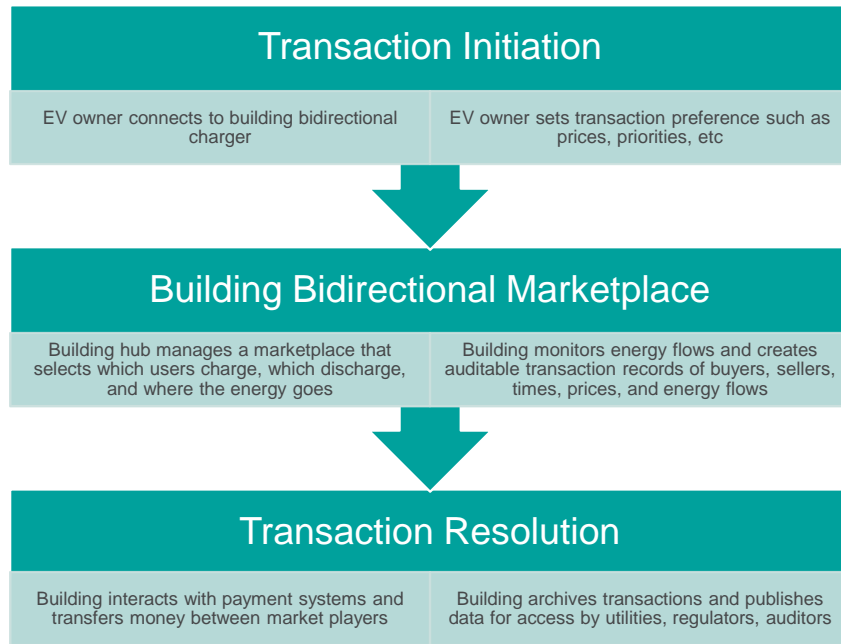 Transaction Initiation
EV owner connects to building bidirectional
charger
EV owner sets transaction preference such as
prices, priorities, etc
Building Bidirectional Marketplace
Building hub manages a marketplace that
selects which users charge, which discharge,
and where the energy goes
Building monitors energy flows and creates
auditable transaction records of buyers, sellers,
times, prices, and energy flows
Transaction Resolution
Building interacts with payment systems and
transfers money between market players
Building archives transactions and publishes
data for access by utilities, regulators, auditors